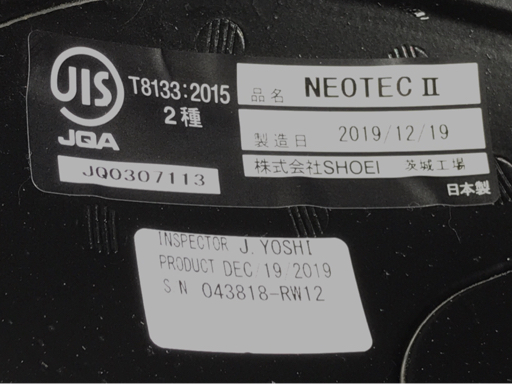 JIS
JQA
T8133:2015
2種
JQ0307113
品名 NEOTEC II
製造日 2019/12/19
株式会社SHOEI 茨城工場
日本製
INSPECTOR J. YOSHI
PRODUCT DEC/19/2019
S N 043818-RW12